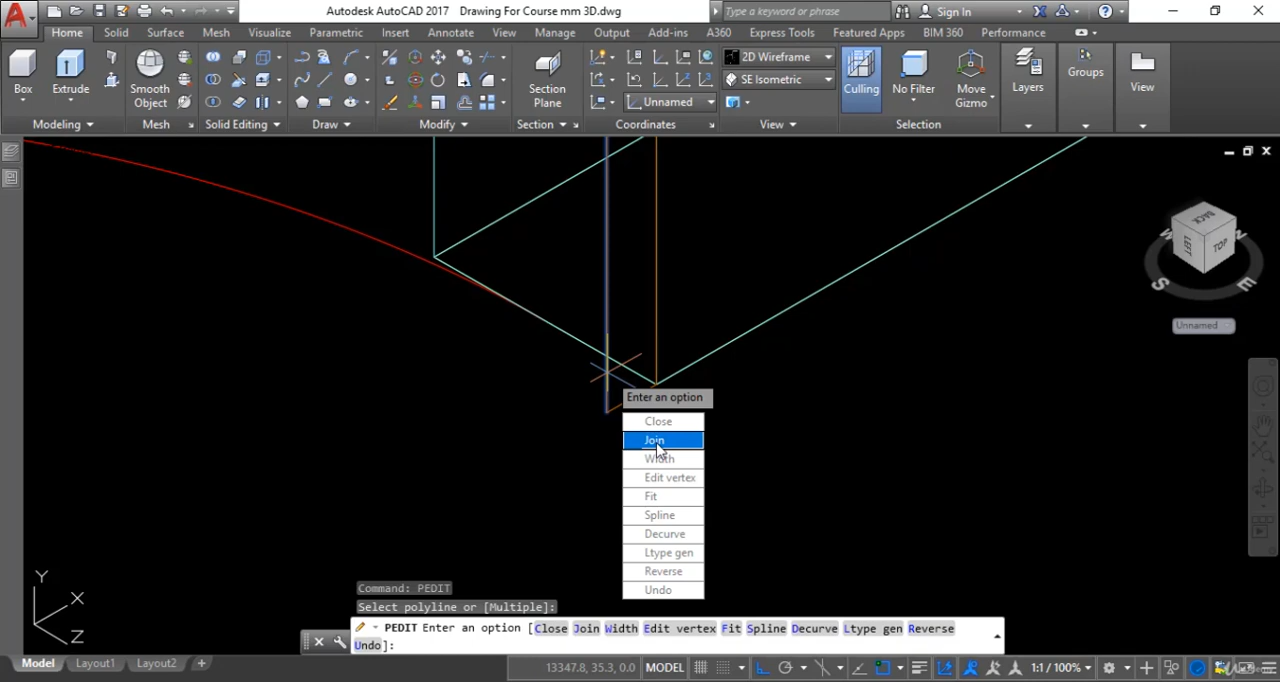 Autodesk AutoCAD 2017 Drawing For Course mm 3D.dwg
Type a keyword or phrase
Sign In
Home Solid Surface Mesh Visualize Parametric Insert Annotate View Manage Output Add-ins A360 Express Tools Featured Apps BIM 360 Performance
2D Wireframe
SE Isometric
Unnamed
Box Extrude Smooth Object Section Plane Culling No Filter Move Gizmo Layers Groups View
Modeling Mesh Solid Editing Draw Modify Section Coordinates View Selection
BACK
LEFT
TOP
W
N
S
E
Unnamed
Enter an option
Close
Join
Width
Edit vertex
Fit
Spline
Decurve
Ltype gen
Reverse
Undo
Y
X
Z
Command: PEDIT
Select polyline or [Multiple]:
PEDIT Enter an option [Close Join Width Edit vertex Fit Spline Decurve Ltype gen Reverse
Undo]:
Model Layout1 Layout2 +
13347.8, 35.3, 0.0 MODEL 1:1 / 100%